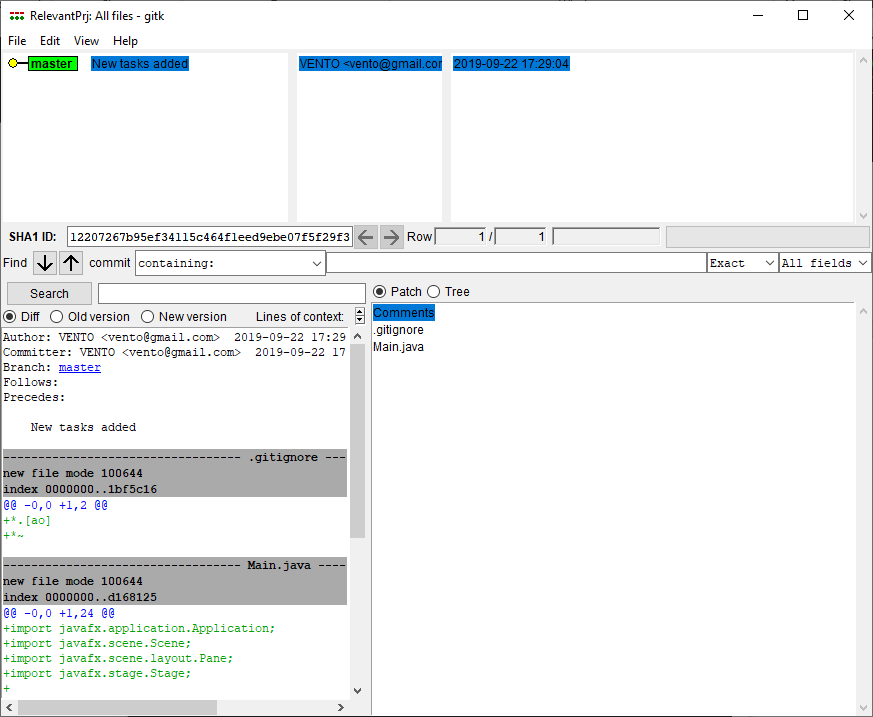 RelevantPrj: All files - gitk
File Edit View Help
master New tasks added VENTO <vento@gmail.cor 2019-09-22 17:29:04
SHA1 ID: 12207267b95ef34115c464f1eed9ebe07f5f29f3 Row 1 / 1
Find commit containing: Exact All fields
Search Patch Tree
Diff Old version New version Lines of context:
Comments
.gitignore
Main.java
Author: VENTO <vento@gmail.com> 2019-09-22 17:29
Committer: VENTO <vento@gmail.com> 2019-09-22 17
Branch: master
Follows:
Precedes:
New tasks added
---------------------------------- .gitignore ---
new file mode 100644
index 0000000..1bf5c16
@@ -0,0 +1,2 @@
+*.[ao]
+*~
---------------------------------- Main.java ----
new file mode 100644
index 0000000..d168125
@@ -0,0 +1,24 @@
+import javafx.application.Application;
+import javafx.scene.Scene;
+import javafx.scene.layout.Pane;
+import javafx.stage.Stage;
+